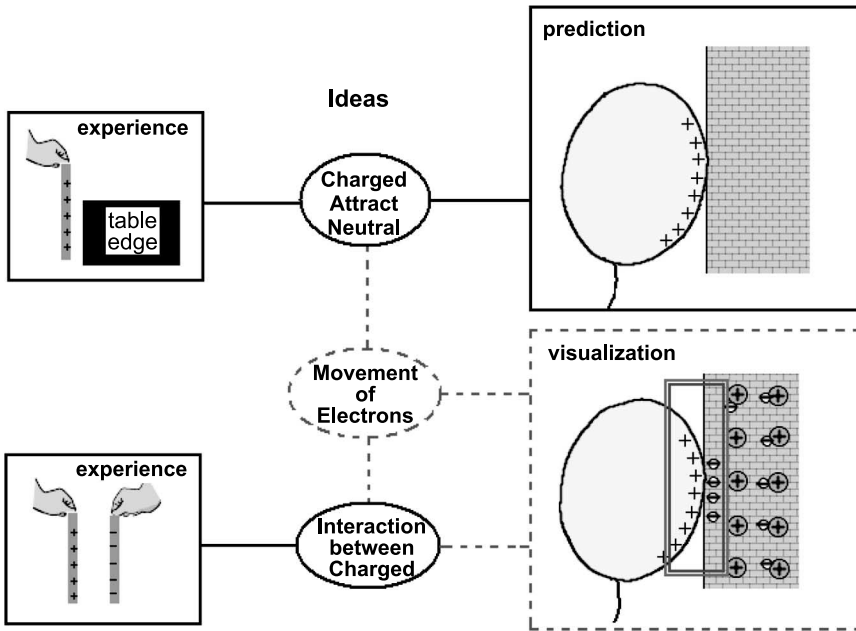 prediction
Ideas
experience
table
edge
Charged
Attract
Neutral
visualization
Movement
of
Electrons
experience
Interaction
between
Charged